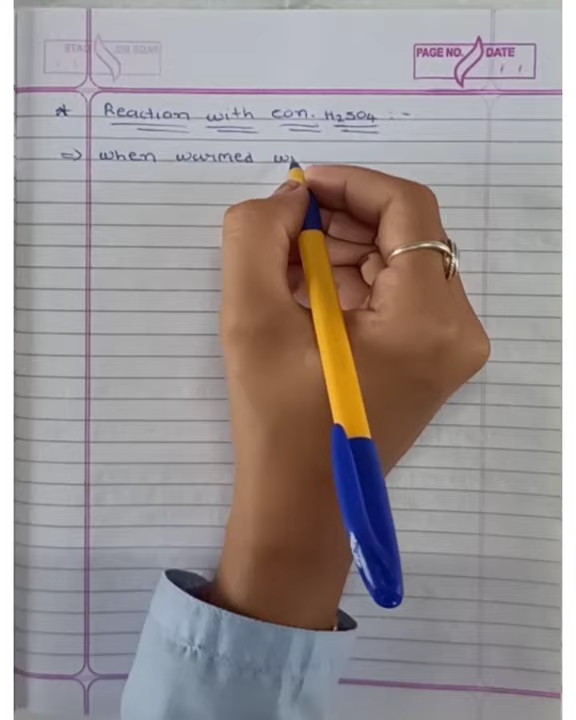 PAGE NO. DATE
* Reaction with con. H2SO4 :-
⇒ when warmed w